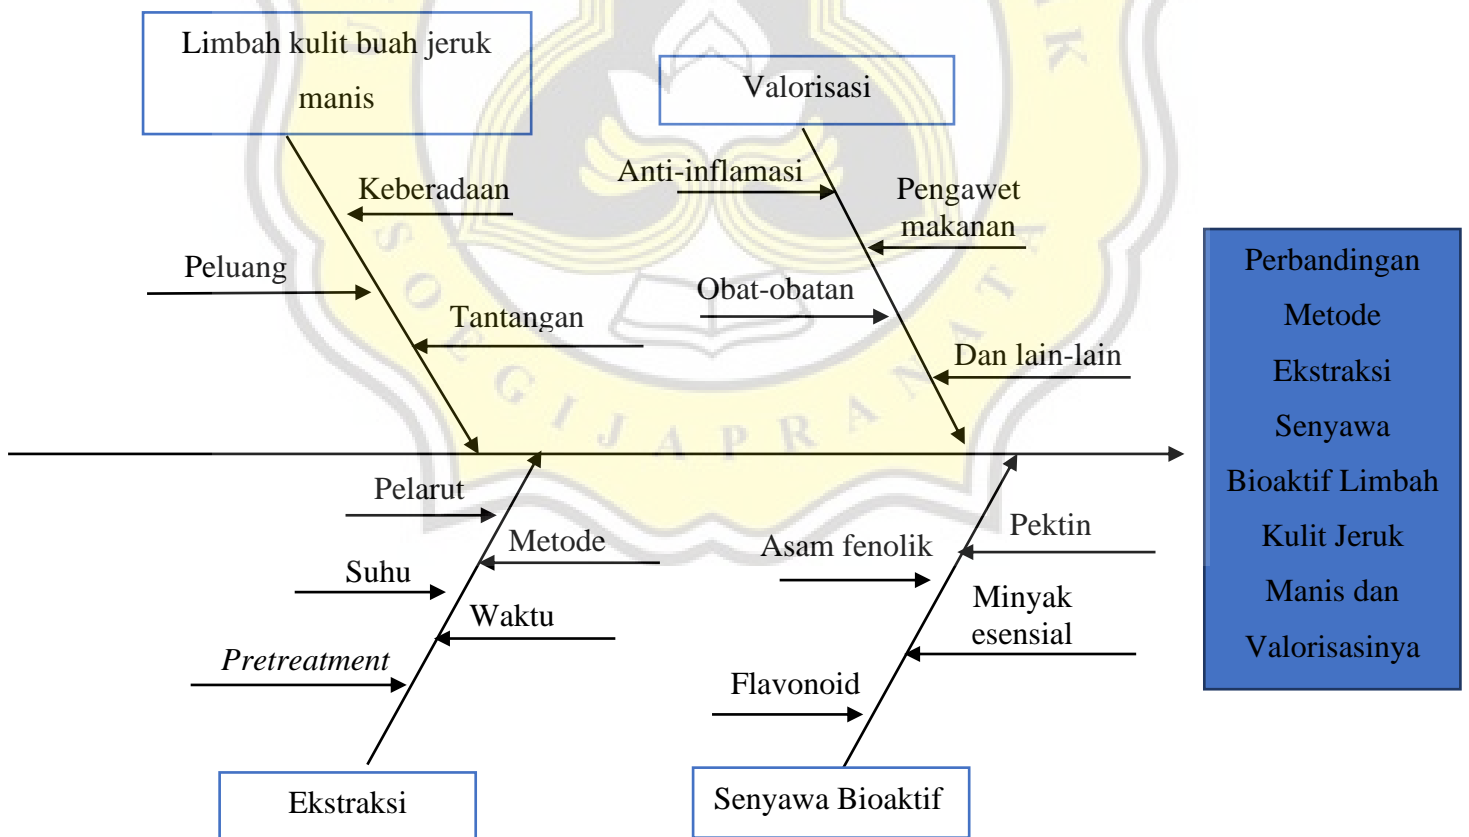 Limbah kulit buah jeruk
manis
Valorisasi
Keberadaan
Peluang
Tantangan
Anti-inflamasi
Pengawet
makanan
Obat-obatan
Dan lain-lain
Perbandingan
Metode
Ekstraksi
Senyawa
Bioaktif Limbah
Kulit Jeruk
Manis dan
Valorisasinya
Pelarut
Metode
Suhu
Waktu
Pretreatment
Ekstraksi
Asam fenolik
Pektin
Minyak
esensial
Flavonoid
Senyawa Bioaktif
SOEGIJAPRANATA